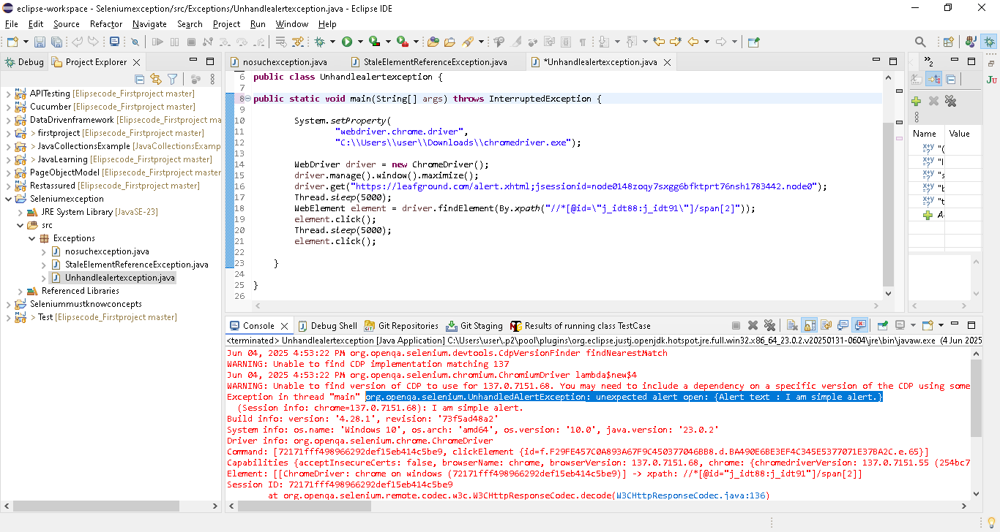 eclipse-workspace - Seleniumexception/src/Exceptions/Unhandlealertexception.java - Eclipse IDE
File Edit Source Refactor Navigate Search Project Run Window Help
Debug Project Explorer
nosuchexception.java StaleElementReferenceException.java *Unhandlealertexception.java
2
APITesting [Elipsecode_Firstproject master]
Cucumber [Elipsecode_Firstproject master]
DataDrivenframework [Elipsecode_Firstproject ma
> firstproject [Elipsecode_Firstproject master]
> JavaCollectionsExample [JavaCollectionsExamp
> JavaLearning [Elipsecode_Firstproject master]
PageObjectModel [Elipsecode_Firstproject master
Restassured [Elipsecode_Firstproject master]
Seleniumexception
JRE System Library [JavaSE-23]
src
Exceptions
nosuchexception.java
StaleElementReferenceException.java
Unhandlealertexception.java
Referenced Libraries
Seleniummustknowconcepts
> Test [Elipsecode_Firstproject master]
6 public class Unhandlealertexception {
7
8 public static void main(String[] args) throws InterruptedException {
9
10 System.setProperty(
11 "webdriver.chrome.driver",
12 "C:\\Users\\user\\Downloads\\chromedriver.exe");
13
14 WebDriver driver = new ChromeDriver();
15 driver.manage().window().maximize();
16 driver.get("https://leafground.com/alert.xhtml;jsessionid=node0148zoqy7sxgg6bfktprt76nsh1783442.node0");
17 Thread.sleep(5000);
18 WebElement element = driver.findElement(By.xpath("//*[@id=\"j_idt88:j_idt91\"]/span[2]"));
19 element.click();
20 Thread.sleep(5000);
21 element.click();
22
23 }
24
25 }
26
Name Value
x+y =? "(
x+y =? "l
x+y =? "s
x+y =? "b
x+y =? "t
A
Console Debug Shell Git Repositories Git Staging Results of running class TestCase
<terminated> Unhandlealertexception [Java Application] C:\Users\user\.p2\pool\plugins\org.eclipse.justj.openjdk.hotspot.jre.full.win32.x86_64_23.0.2.v20250131-0604\jre\bin\javaw.exe (4 Jun 2025
Jun 04, 2025 4:53:22 PM org.openqa.selenium.devtools.CdpVersionFinder findNearestMatch
WARNING: Unable to find CDP implementation matching 137
Jun 04, 2025 4:53:22 PM org.openqa.selenium.chromium.ChromiumDriver lambda$new$4
WARNING: Unable to find version of CDP to use for 137.0.7151.68. You may need to include a dependency on a specific version of the CDP using some
Exception in thread "main" org.openqa.selenium.UnhandledAlertException: unexpected alert open: {Alert text : I am simple alert.}
(Session info: chrome=137.0.7151.68): I am simple alert.
Build info: version: '4.28.1', revision: '73f5ad48a2'
System info: os.name: 'Windows 10', os.arch: 'amd64', os.version: '10.0', java.version: '23.0.2'
Driver info: org.openqa.selenium.chrome.ChromeDriver
Command: [72171fff498966292def15eb414c5be9, clickElement {id=f.F29FE457C0A893A67F9C450377046BB8.d.BA490E6BE3EF4C345E5377071E37BA2C.e.65}]
Capabilities {acceptInsecureCerts: false, browserName: chrome, browserVersion: 137.0.7151.68, chrome: {chromedriverVersion: 137.0.7151.55 (254bc7
Element: [[ChromeDriver: chrome on windows (72171fff498966292def15eb414c5be9)] -> xpath: //*[@id="j_idt88:j_idt91"]/span[2]]
Session ID: 72171fff498966292def15eb414c5be9
at org.openqa.selenium.remote.codec.w3c.W3CHttpResponseCodec.decode(W3CHttpResponseCodec.java:136)